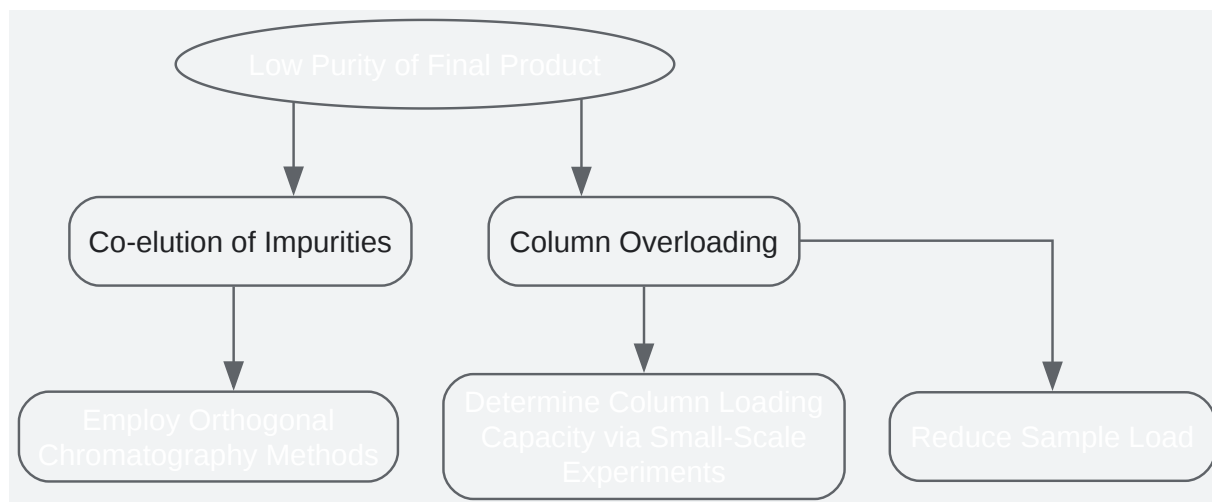 Low Purity of Final Product
Co-elution of Impurities
Column Overloading
Employ Orthogonal
Chromatography Methods
Determine Column Loading
Capacity via Small-Scale
Experiments
Reduce Sample Load